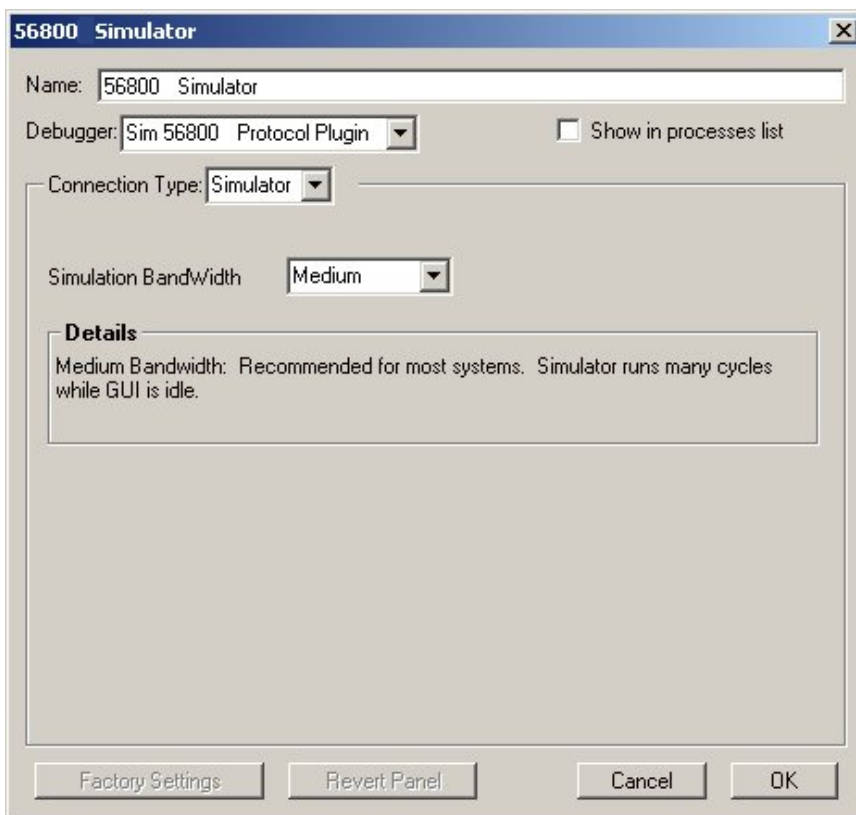 56800 Simulator
Name: 56800 Simulator
Debugger: Sim 56800 Protocol Plugin Show in processes list
Connection Type: Simulator
Simulation BandWidth Medium
Details
Medium Bandwidth: Recommended for most systems. Simulator runs many cycles
while GUI is idle.
Factory Settings Revert Panel Cancel OK